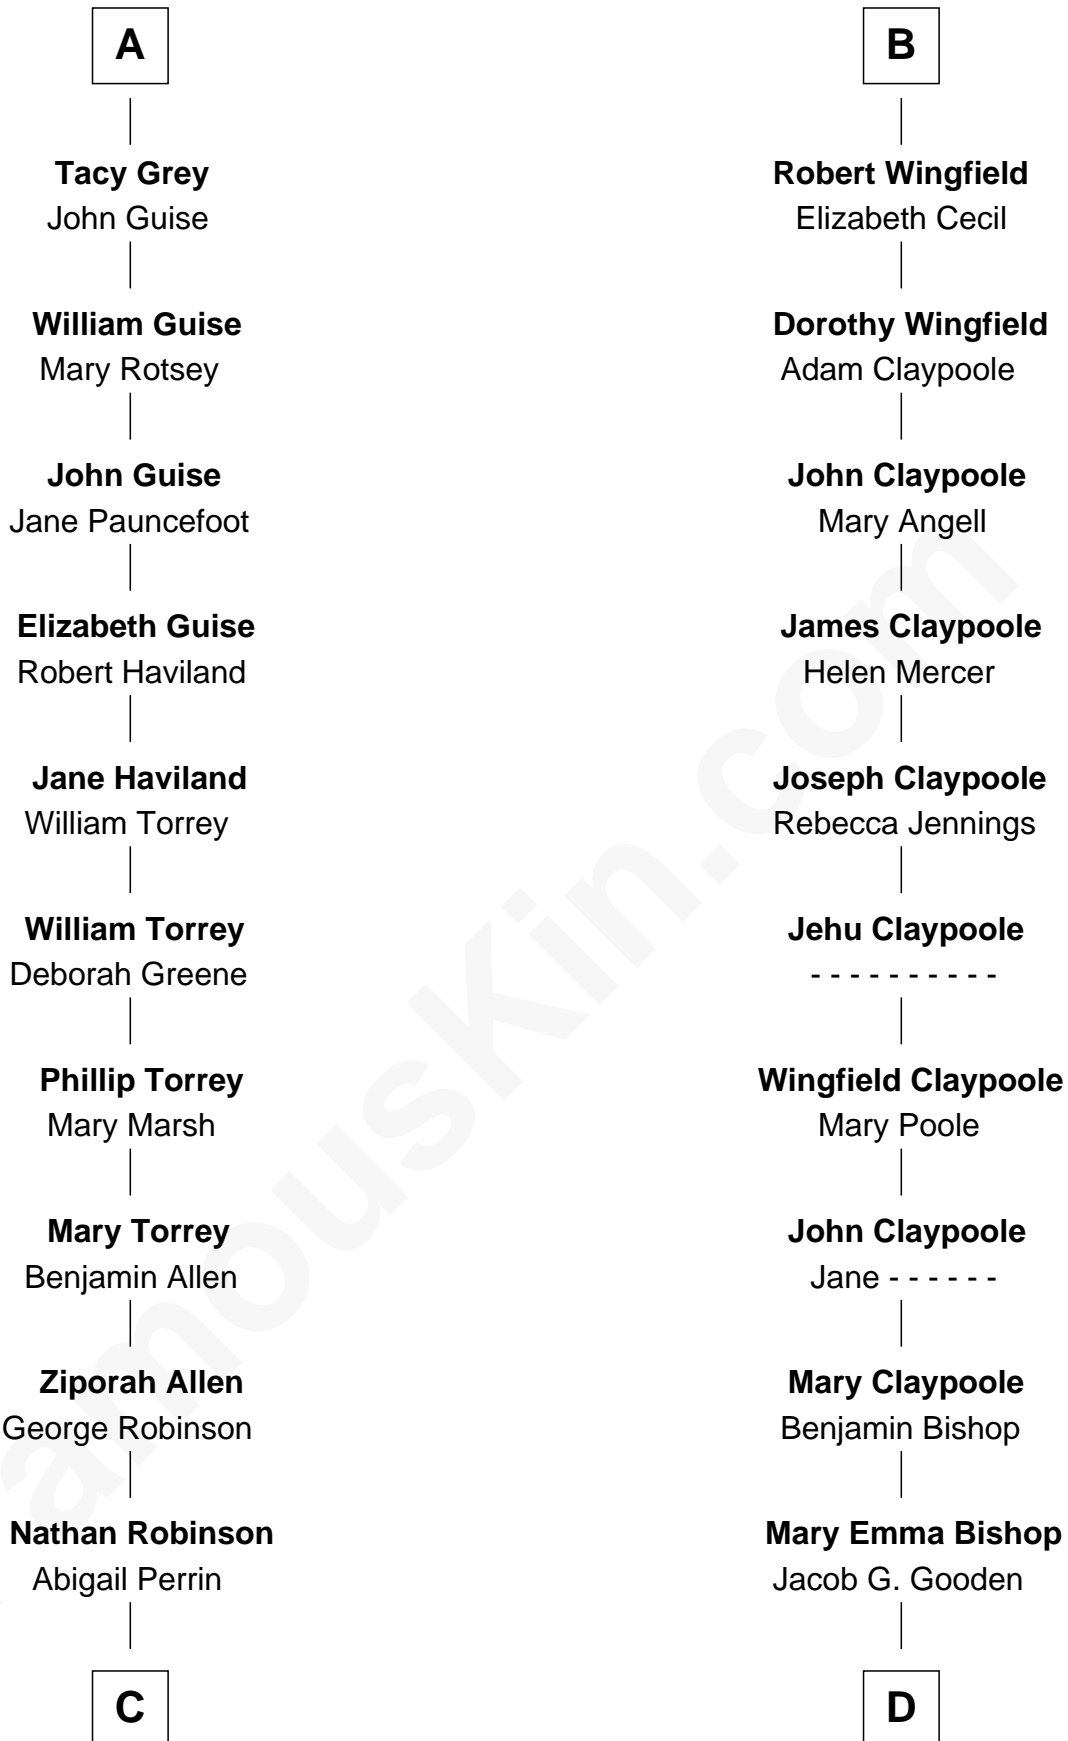 A
Tacy Grey
John Guise
William Guise
Mary Rotsey
John Guise
Jane Pauncefoot
Elizabeth Guise
Robert Haviland
Jane Haviland
William Torrey
William Torrey
Deborah Greene
Phillip Torrey
Mary Marsh
Mary Torrey
Benjamin Allen
Ziporah Allen
George Robinson
Nathan Robinson
Abigail Perrin
C
B
Robert Wingfield
Elizabeth Cecil
Dorothy Wingfield
Adam Claypoole
John Claypoole
Mary Angell
James Claypoole
Helen Mercer
Joseph Claypoole
Rebecca Jennings
Jehu Claypoole
- - - - - - - - - -
Wingfield Claypoole
Mary Poole
John Claypoole
Jane - - - - - -
Mary Claypoole
Benjamin Bishop
Mary Emma Bishop
Jacob G. Gooden
D
amouskin.com